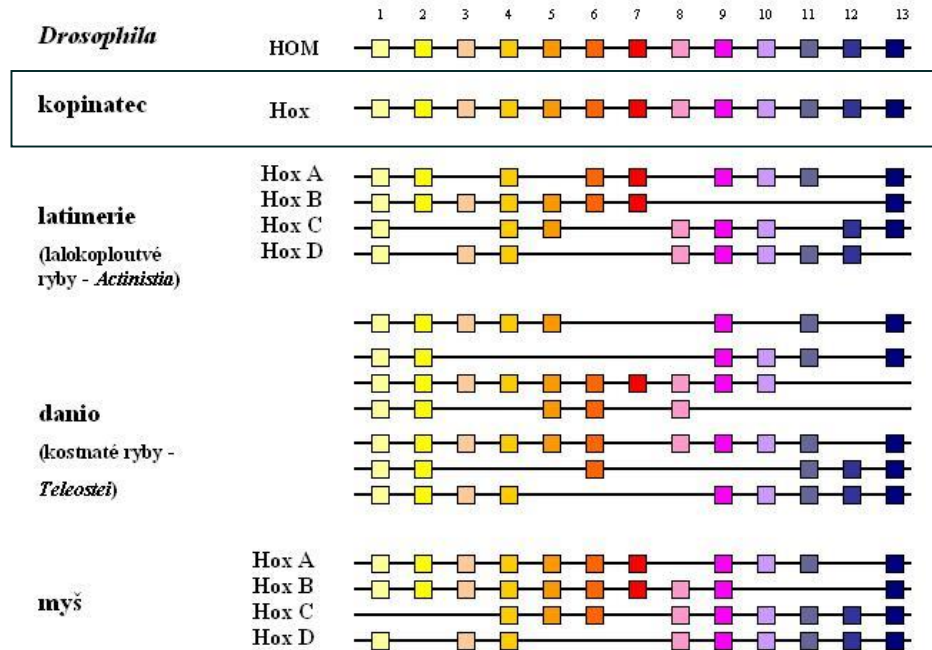 1 2 3 4 5 6 7 8 9 10 11 12 13
Drosophila HOM
kopinatec Hox
Hox A
Hox B
latimerie
Hox C
(lalokoploutvé
Hox D
ryby - Actinistia)
danio
(kostnaté ryby -
Teleostei)
Hox A
Hox B
myš
Hox C
Hox D